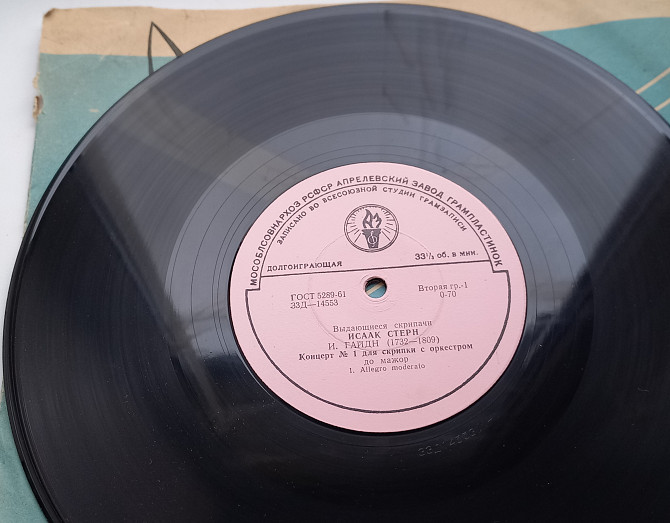 МОСОБЛСОВНАРХОЗ РСФСР АПРЕЛЕВСКИЙ ЗАВОД ГРАМПЛАСТИНОК
ЗАПИСАНО ВО ВСЕСОЮЗНОЙ СТУДИИ ГРАМЗАПИСИ
ДОЛГОИГРАЮЩАЯ 33⅓ об. в мин.
ГОСТ 5289-61 Вторая гр.-1
33Д—14553 0-70
Выдающиеся скрипачи
ИСААК СТЕРН
И. ГАЙДН (1732—1809)
Концерт № 1 для скрипки с оркестром
до мажор
1. Allegro moderato